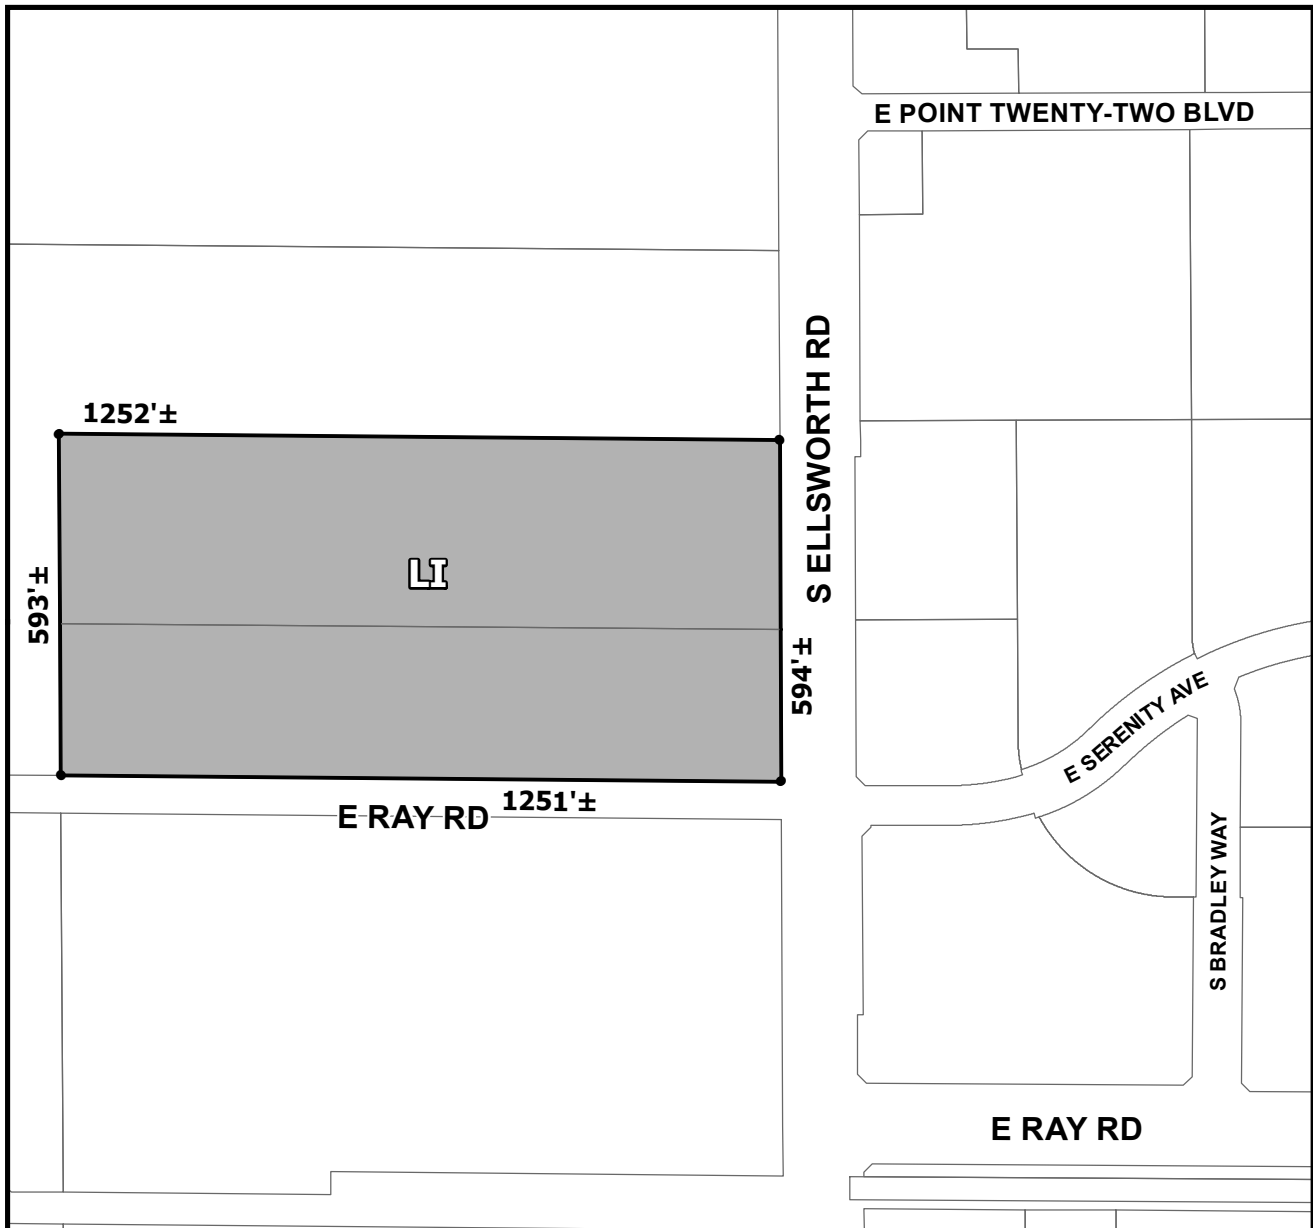 E POINT TWENTY-TWO BLVD
S ELLSWORTH RD
1252'±
LI
593'±
594'±
E SERENITY AVE
1251'±
E RAY RD
S BRADLEY WAY
E RAY RD